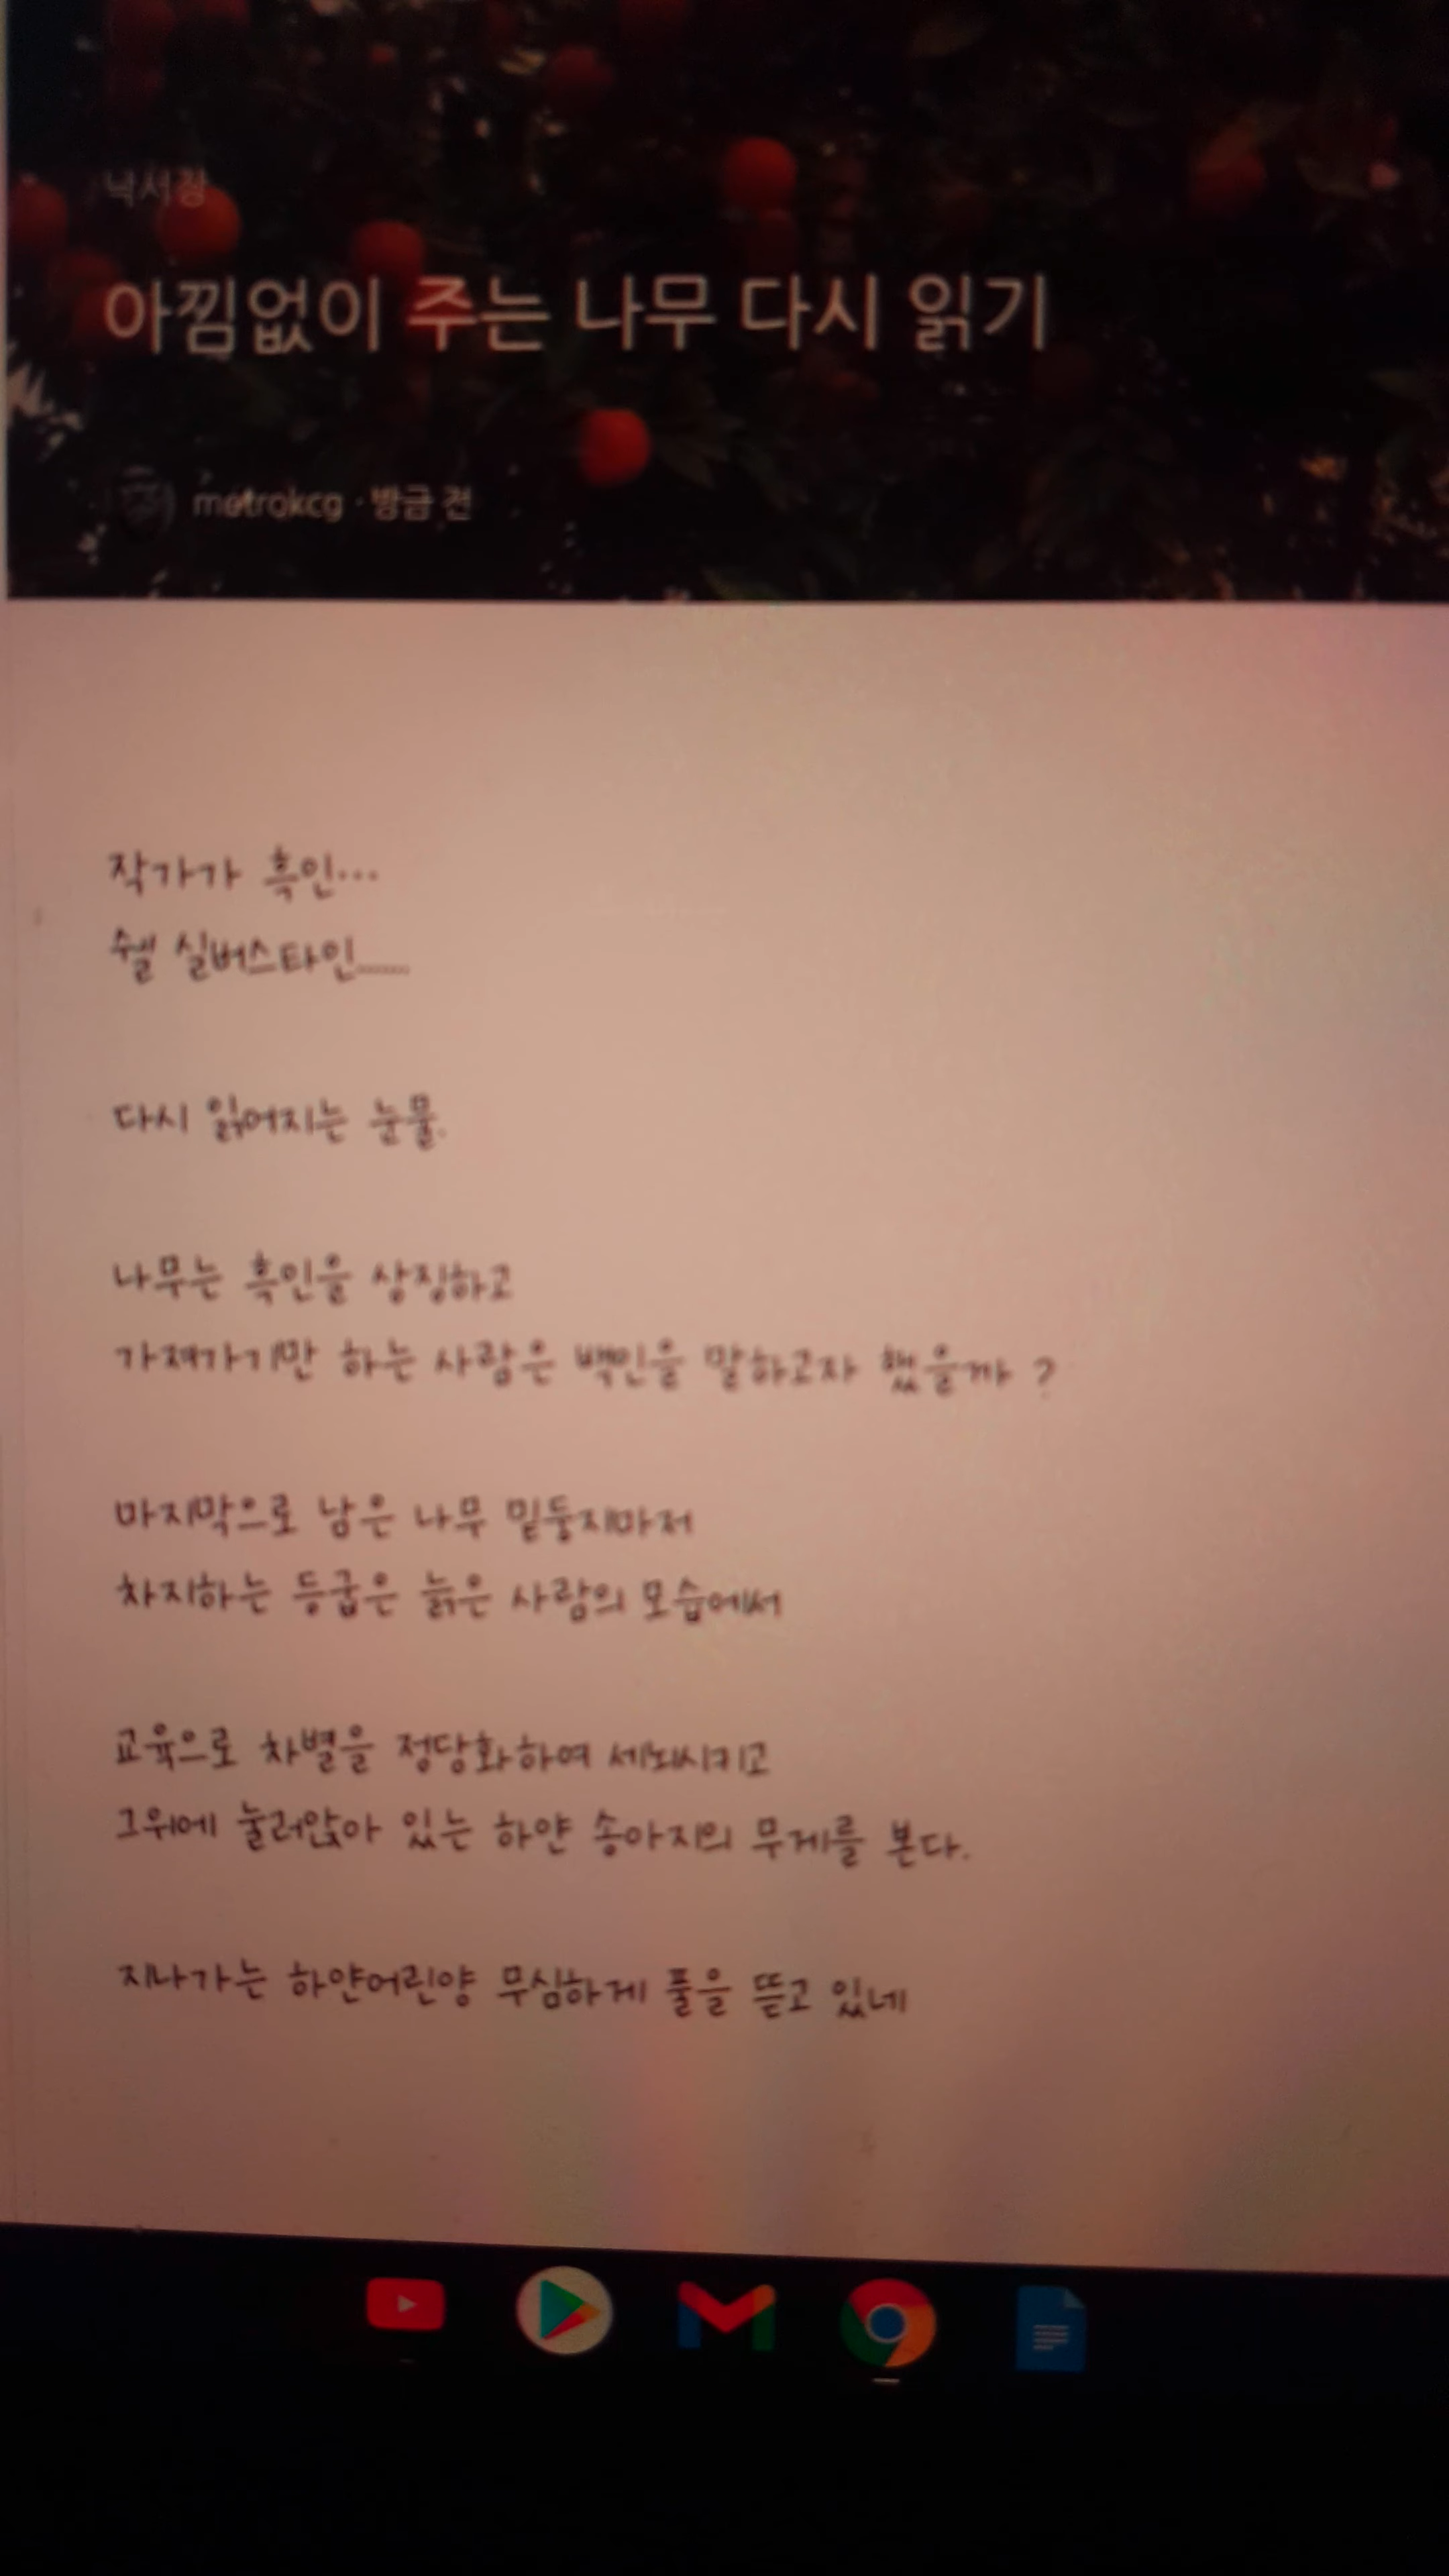 낙서장
아낌없이 주는 나무 다시 읽기
metrokcg · 방금 전
작가가 흑인...
쉘 실버스타인......
다시 읽어지는 눈물.
나무는 흑인을 상징하고
가져가기만 하는 사람은 백인을 말하고자 했을까 ?
마지막으로 남은 나무 밑둥지마저
차지하는 등굽은 늙은 사람의 모습에서
교육으로 차별을 정당화하여 세뇌시키고
그위에 눌러앉아 있는 하얀 송아지의 무게를 본다.
지나가는 하얀어린양 무심하게 풀을 뜯고 있네